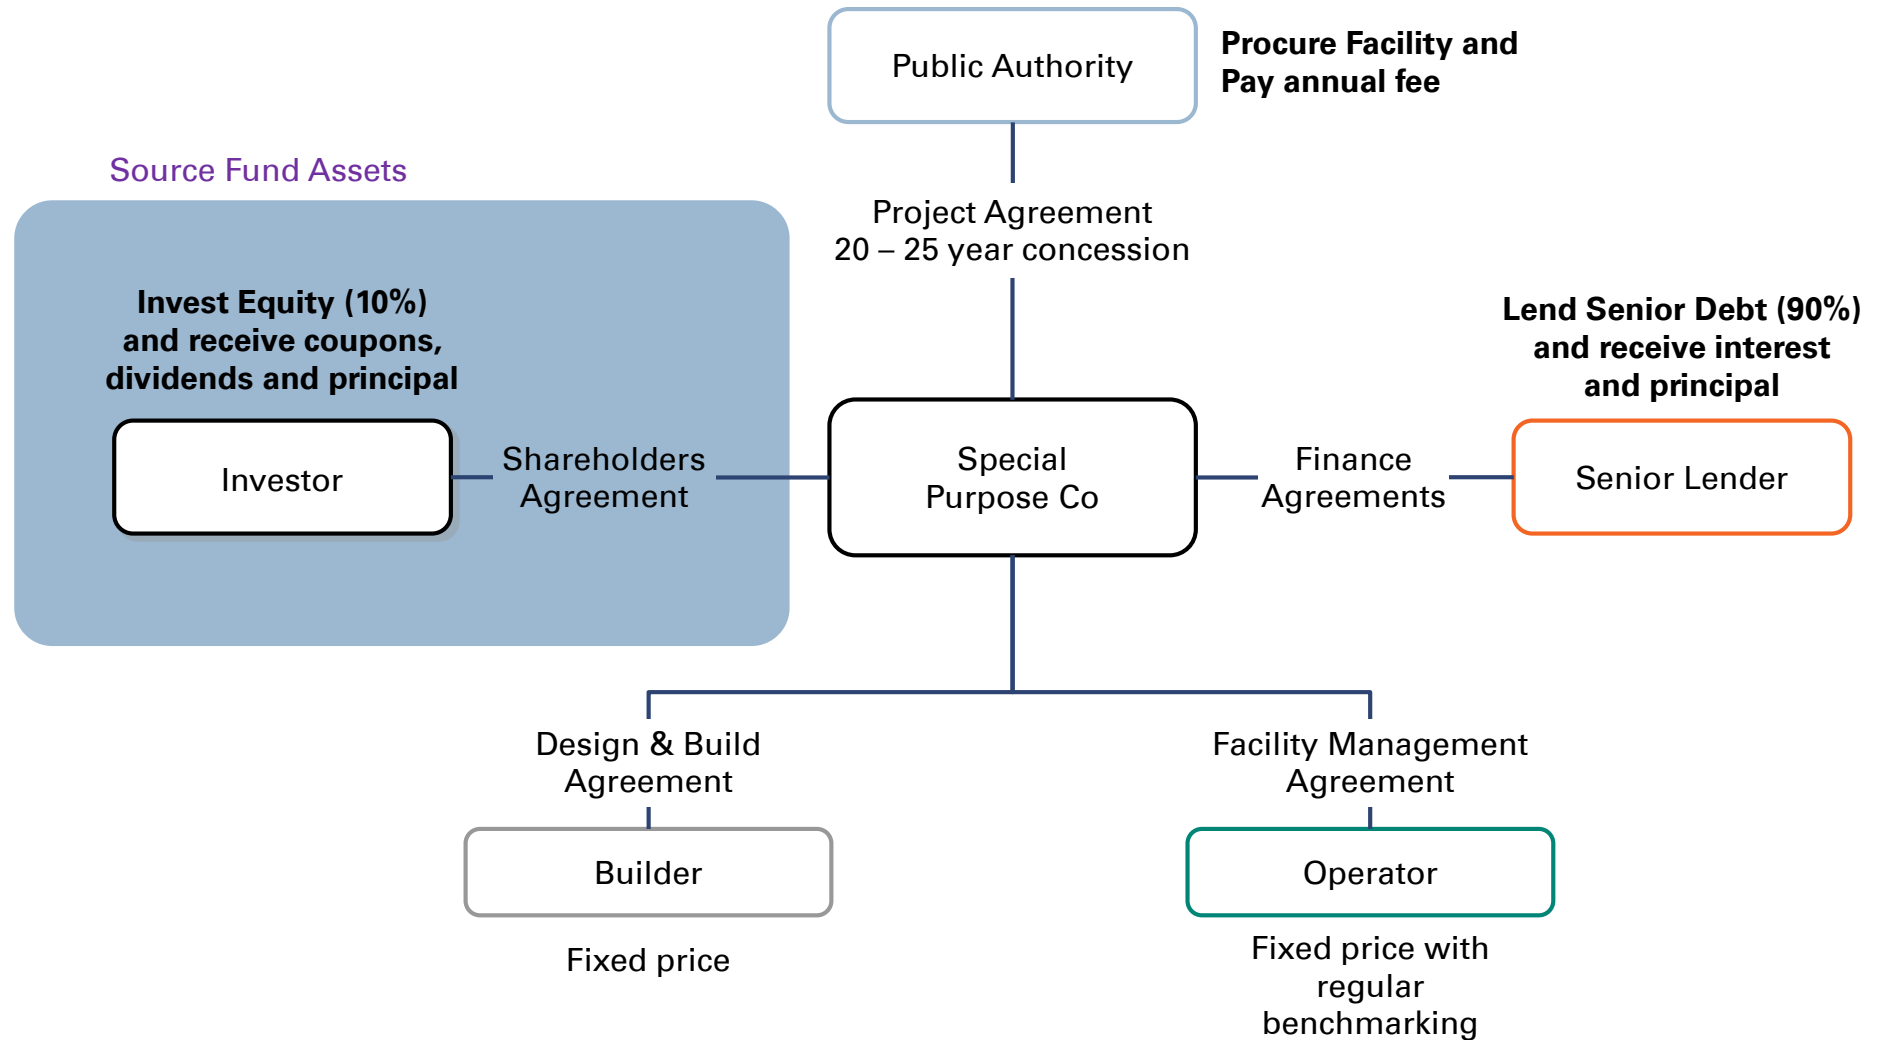 Public Authority
Procure Facility and
Pay annual fee
Source Fund Assets
Project Agreement
20 – 25 year concession
Invest Equity (10%)
and receive coupons,
dividends and principal
Lend Senior Debt (90%)
and receive interest
and principal
Investor
Shareholders
Agreement
Special
Purpose Co
Finance
Agreements
Senior Lender
Design & Build
Agreement
Facility Management
Agreement
Builder
Operator
Fixed price
Fixed price with
regular
benchmarking